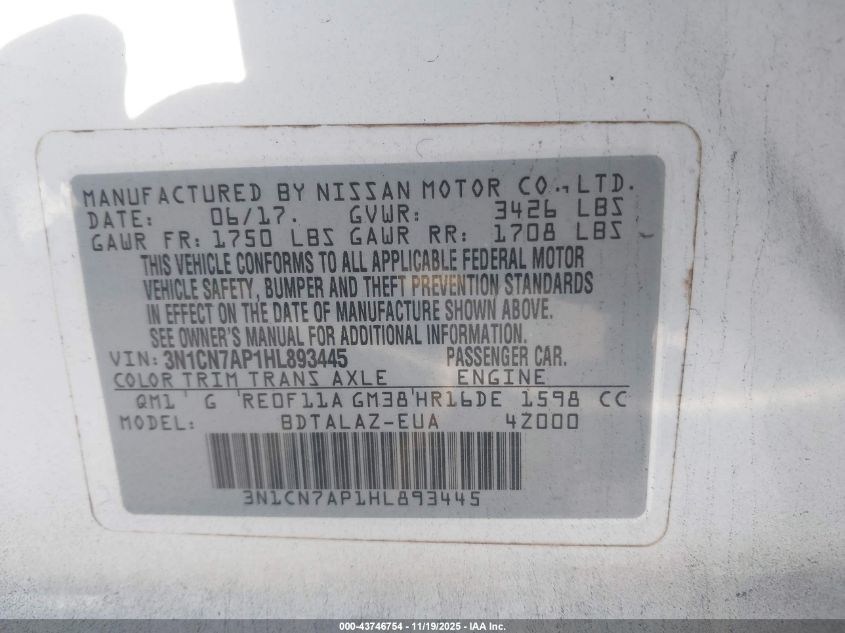 MANUFACTURED BY NISSAN MOTOR CO., LTD.
DATE: 06/17. GVWR: 3426 LBS
GAWR FR: 1750 LBS GAWR RR: 1708 LBS
THIS VEHICLE CONFORMS TO ALL APPLICABLE FEDERAL MOTOR
VEHICLE SAFETY, BUMPER AND THEFT PREVENTION STANDARDS
IN EFFECT ON THE DATE OF MANUFACTURE SHOWN ABOVE.
SEE OWNER'S MANUAL FOR ADDITIONAL INFORMATION.
VIN: 3N1CN7AP1HL893445 PASSENGER CAR.
COLOR TRIM TRANS AXLE ENGINE
QM1 G RE0F11A GM38 HR16DE 1598 CC
MODEL: BDTALAZ-EUA 4Z000
3N1CN7AP1HL893445
000-43746754 - 11/19/2025 - IAA Inc.